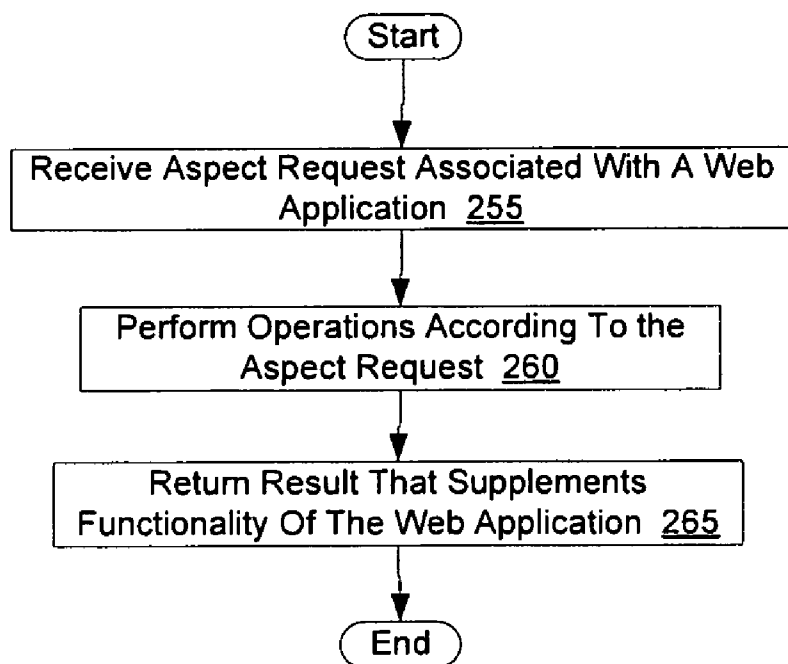 Start
Receive Aspect Request Associated With A Web
Application 255
Perform Operations According To the
Aspect Request 260
Return Result That Supplements
Functionality Of The Web Application 265
End